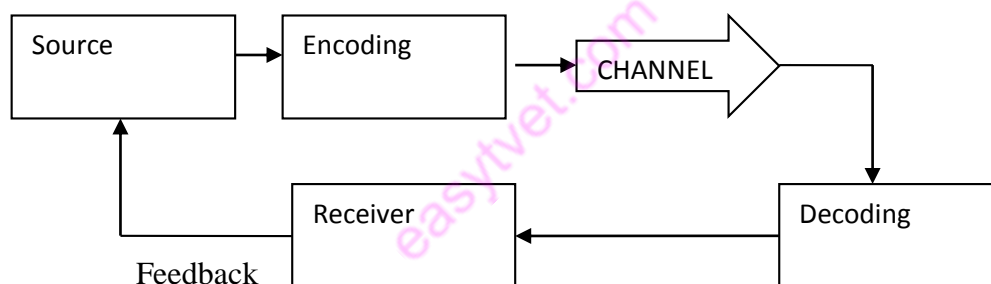 Source
Encoding
CHANNEL
Receiver
Decoding
Feedback
easytvet.com